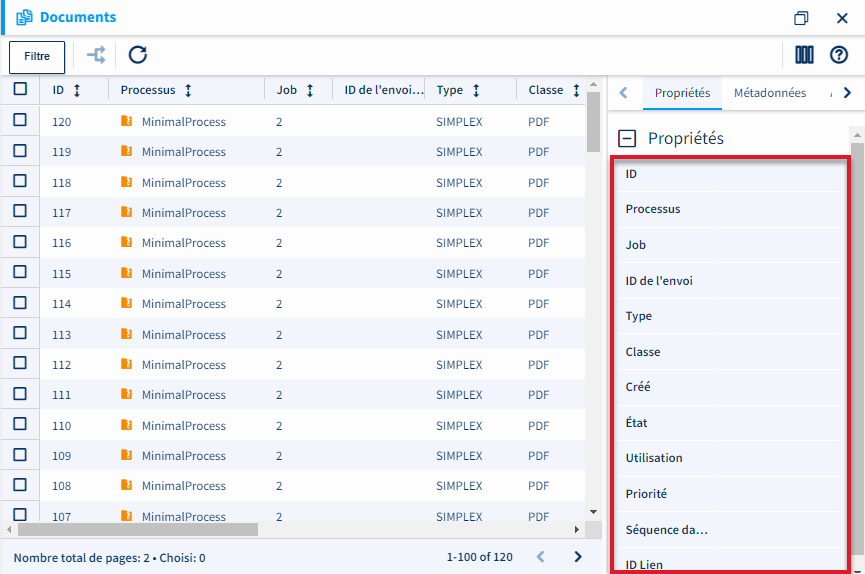 Documents
Filtre
ID Processus Job ID de l'envoi... Type Classe
120 MinimalProcess 2 SIMPLEX PDF
119 MinimalProcess 2 SIMPLEX PDF
118 MinimalProcess 2 SIMPLEX PDF
117 MinimalProcess 2 SIMPLEX PDF
116 MinimalProcess 2 SIMPLEX PDF
115 MinimalProcess 2 SIMPLEX PDF
114 MinimalProcess 2 SIMPLEX PDF
113 MinimalProcess 2 SIMPLEX PDF
112 MinimalProcess 2 SIMPLEX PDF
111 MinimalProcess 2 SIMPLEX PDF
110 MinimalProcess 2 SIMPLEX PDF
109 MinimalProcess 2 SIMPLEX PDF
108 MinimalProcess 2 SIMPLEX PDF
107 MinimalProcess 2 SIMPLEX PDF
Nombre total de pages: 2 • Choisi: 0 1-100 of 120
Propriétés Métadonnées
Propriétés
ID
Processus
Job
ID de l'envoi
Type
Classe
Créé
État
Utilisation
Priorité
Séquence da...
ID Lien